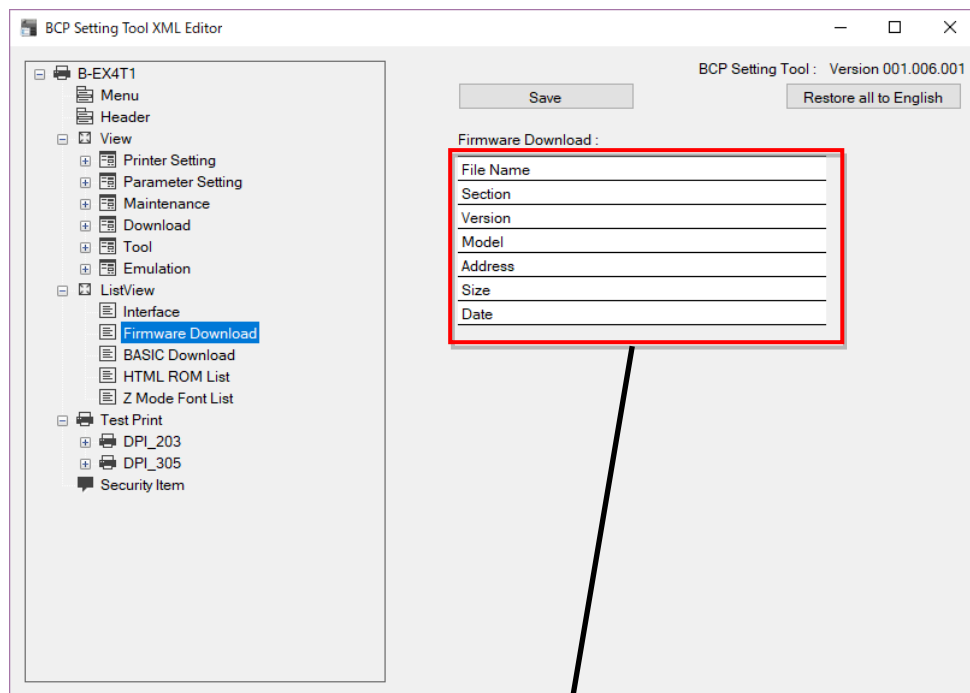 BCP Setting Tool XML Editor
BCP Setting Tool : Version 001.006.001
Save
Restore all to English
B-EX4T1
Menu
Header
View
Printer Setting
Parameter Setting
Maintenance
Download
Tool
Emulation
ListView
Interface
Firmware Download
BASIC Download
HTML ROM List
Z Mode Font List
Test Print
DPI_203
DPI_305
Security Item
Firmware Download :
File Name
Section
Version
Model
Address
Size
Date